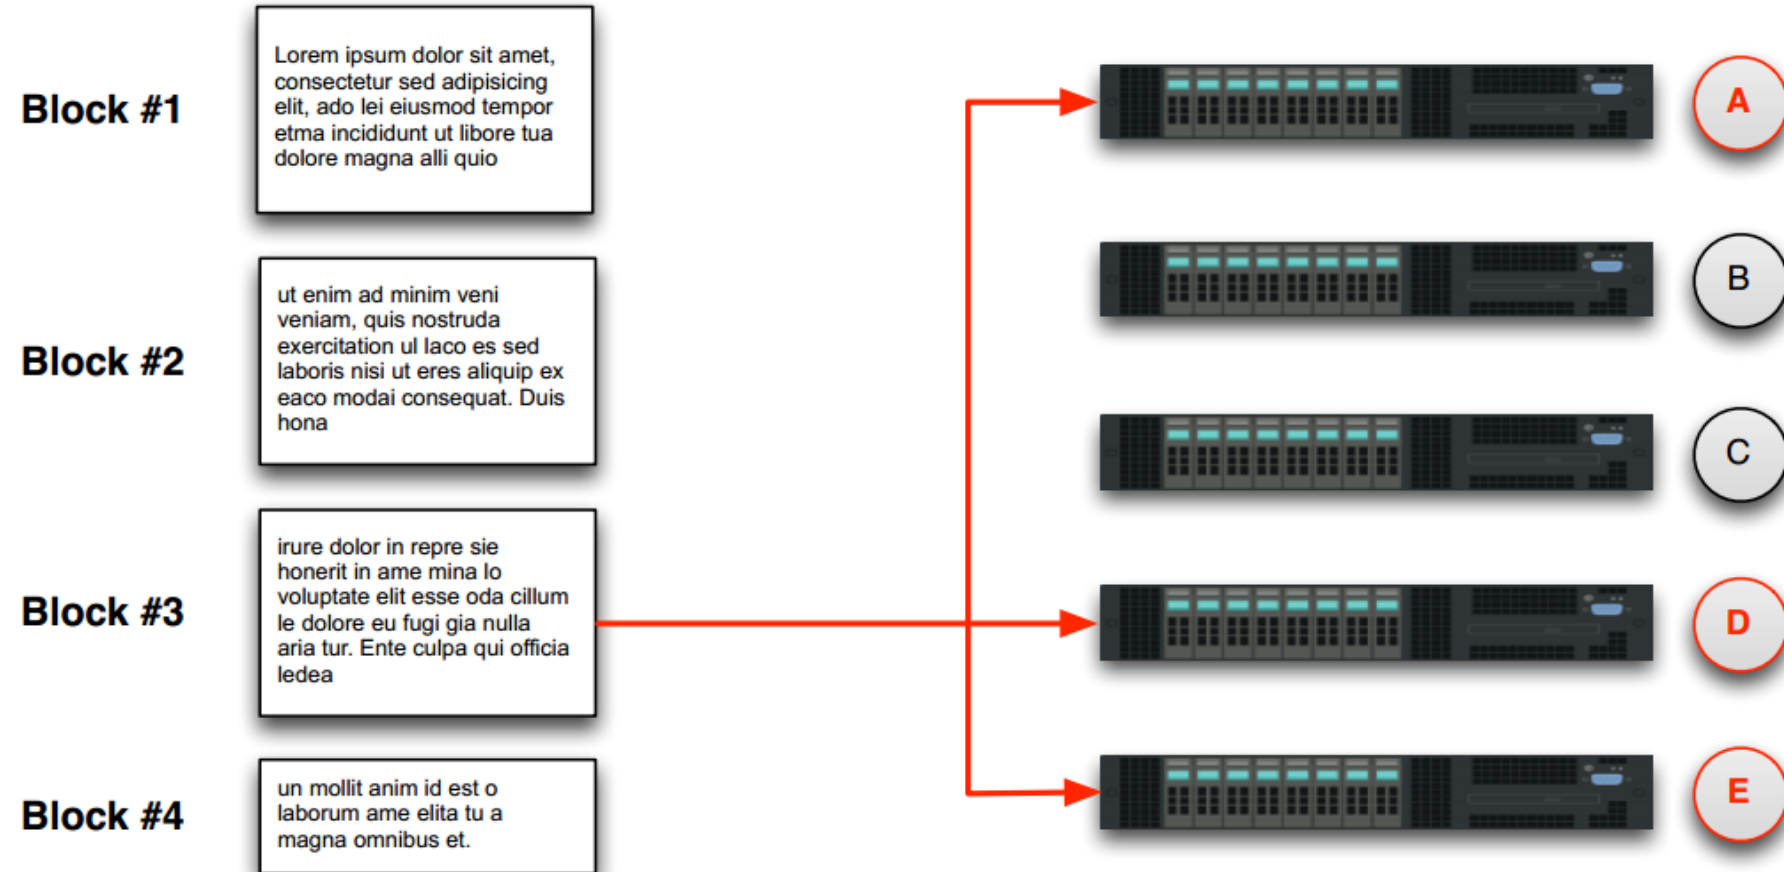 Block #1
Lorem ipsum dolor sit amet,
consectetur sed adipisicing
elit, ado lei eiusmod tempor
etma incididunt ut libore tua
dolore magna alli quio
A
B
Block #2
ut enim ad minim veni
veniam, quis nostruda
exercitation ul laco es sed
laboris nisi ut eres aliquip ex
eaco modai consequat. Duis
hona
C
Block #3
irure dolor in repre sie
honerit in ame mina lo
voluptate elit esse oda cillum
le dolore eu fugi gia nulla
aria tur. Ente culpa qui officia
ledea
D
Block #4
un mollit anim id est o
laborum ame elita tu a
magna omnibus et.
E